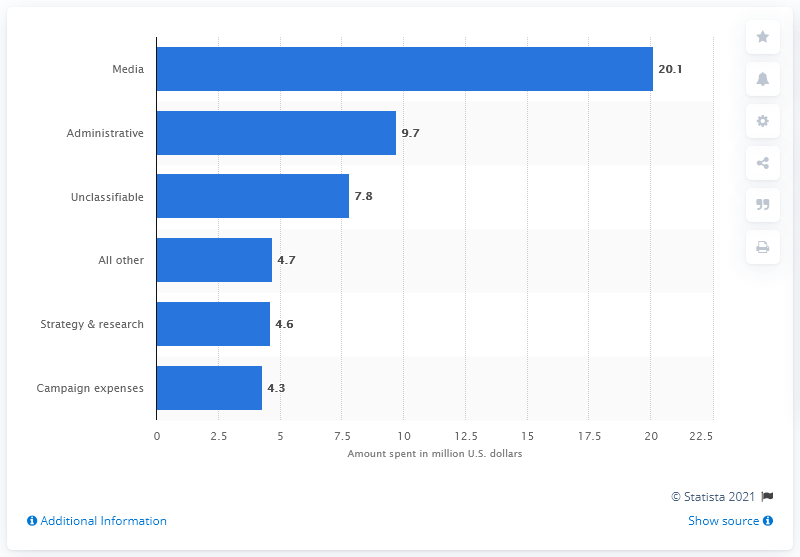 Media 20.1
Administrative 9.7
Unclassifiable 7.8
All other 4.7
Strategy & research 4.6
Campaign expenses 4.3
0 2.5 5 7.5 10 12.5 15 17.5 20 22.5
Amount spent in million U.S. dollars
© Statista 2021
Additional Information Show source